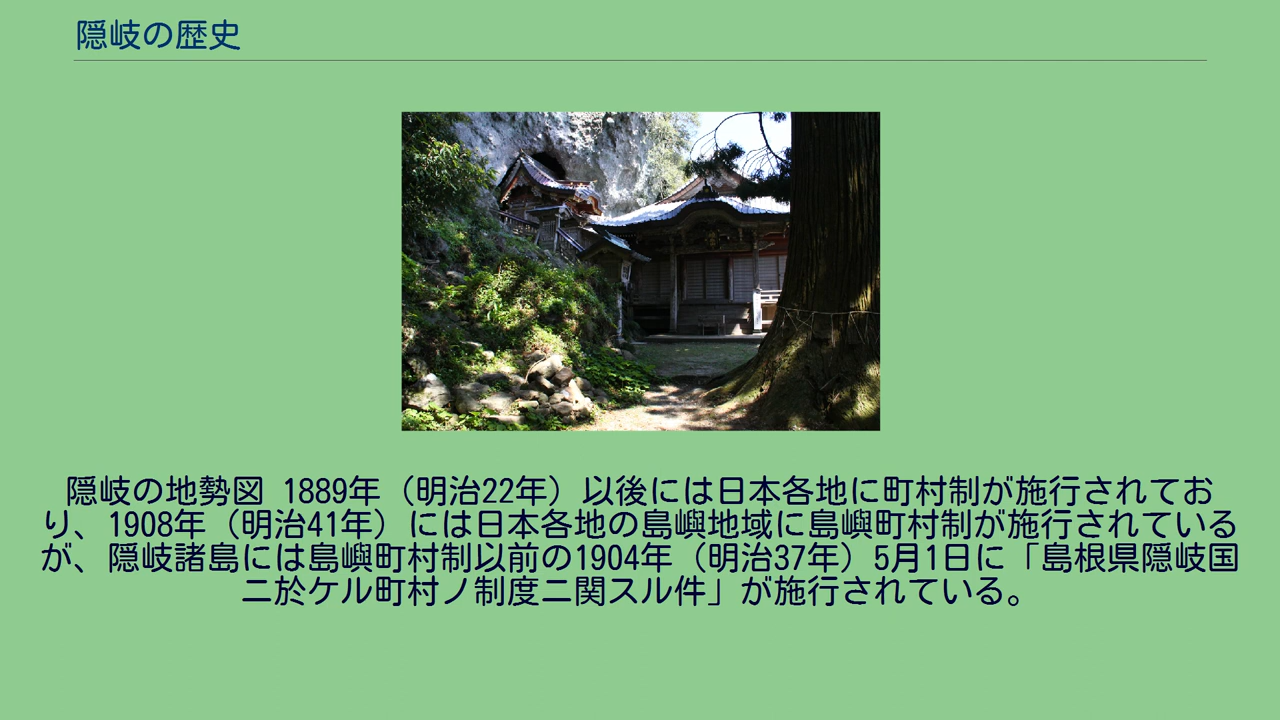 隠岐の歴史
隠岐の地勢図 1889年（明治22年）以後には日本各地に町村制が施行されてお
り、1908年（明治41年）には日本各地の島嶼地域に島嶼町村制が施行されている
が、隠岐諸島には島嶼町村制以前の1904年（明治37年）5月1日に「島根県隠岐国
ニ於ケル町村ノ制度ニ関スル件」が施行されている。